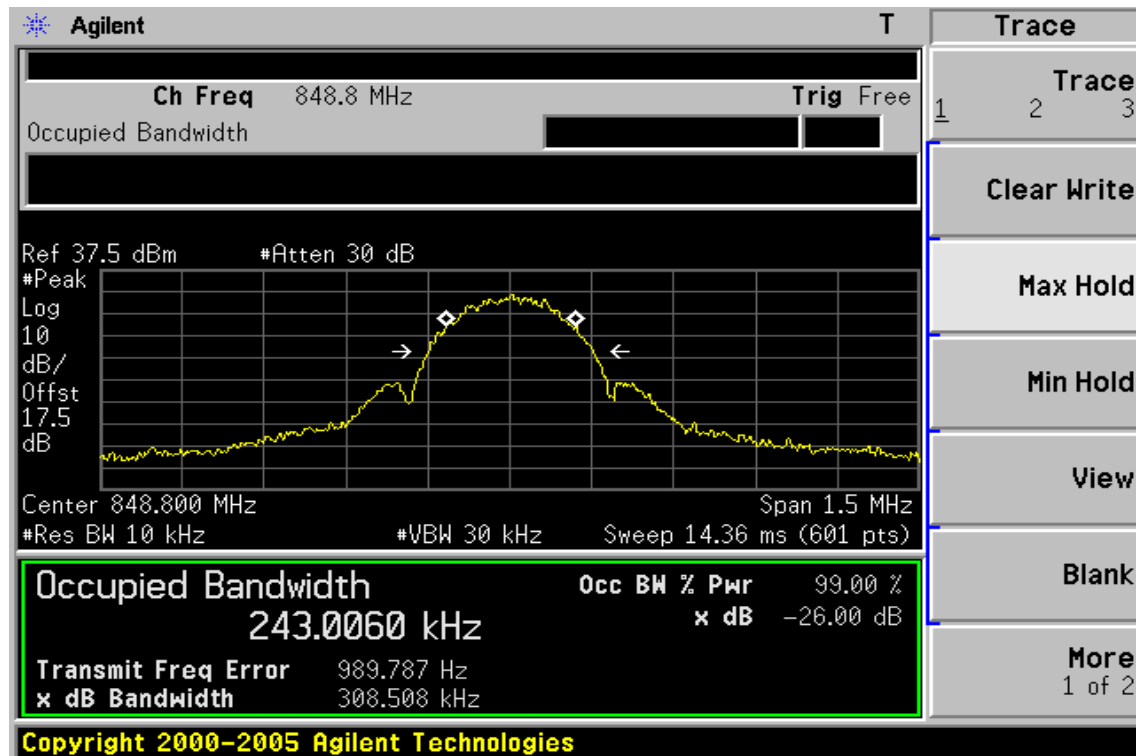 Agilent T Trace
Ch Freq 848.8 MHz Trig Free
Occupied Bandwidth
Trace
1 2 3
Clear Write
Max Hold
Min Hold
View
Blank
More
1 of 2
Ref 37.5 dBm #Atten 30 dB
#Peak
Log
10
dB/
Offst
17.5
dB
Center 848.800 MHz Span 1.5 MHz
#Res BW 10 kHz #VBW 30 kHz Sweep 14.36 ms (601 pts)
Occupied Bandwidth Occ BW % Pwr 99.00 %
243.0060 kHz x dB -26.00 dB
Transmit Freq Error 989.787 Hz
x dB Bandwidth 308.508 kHz
Copyright 2000-2005 Agilent Technologies